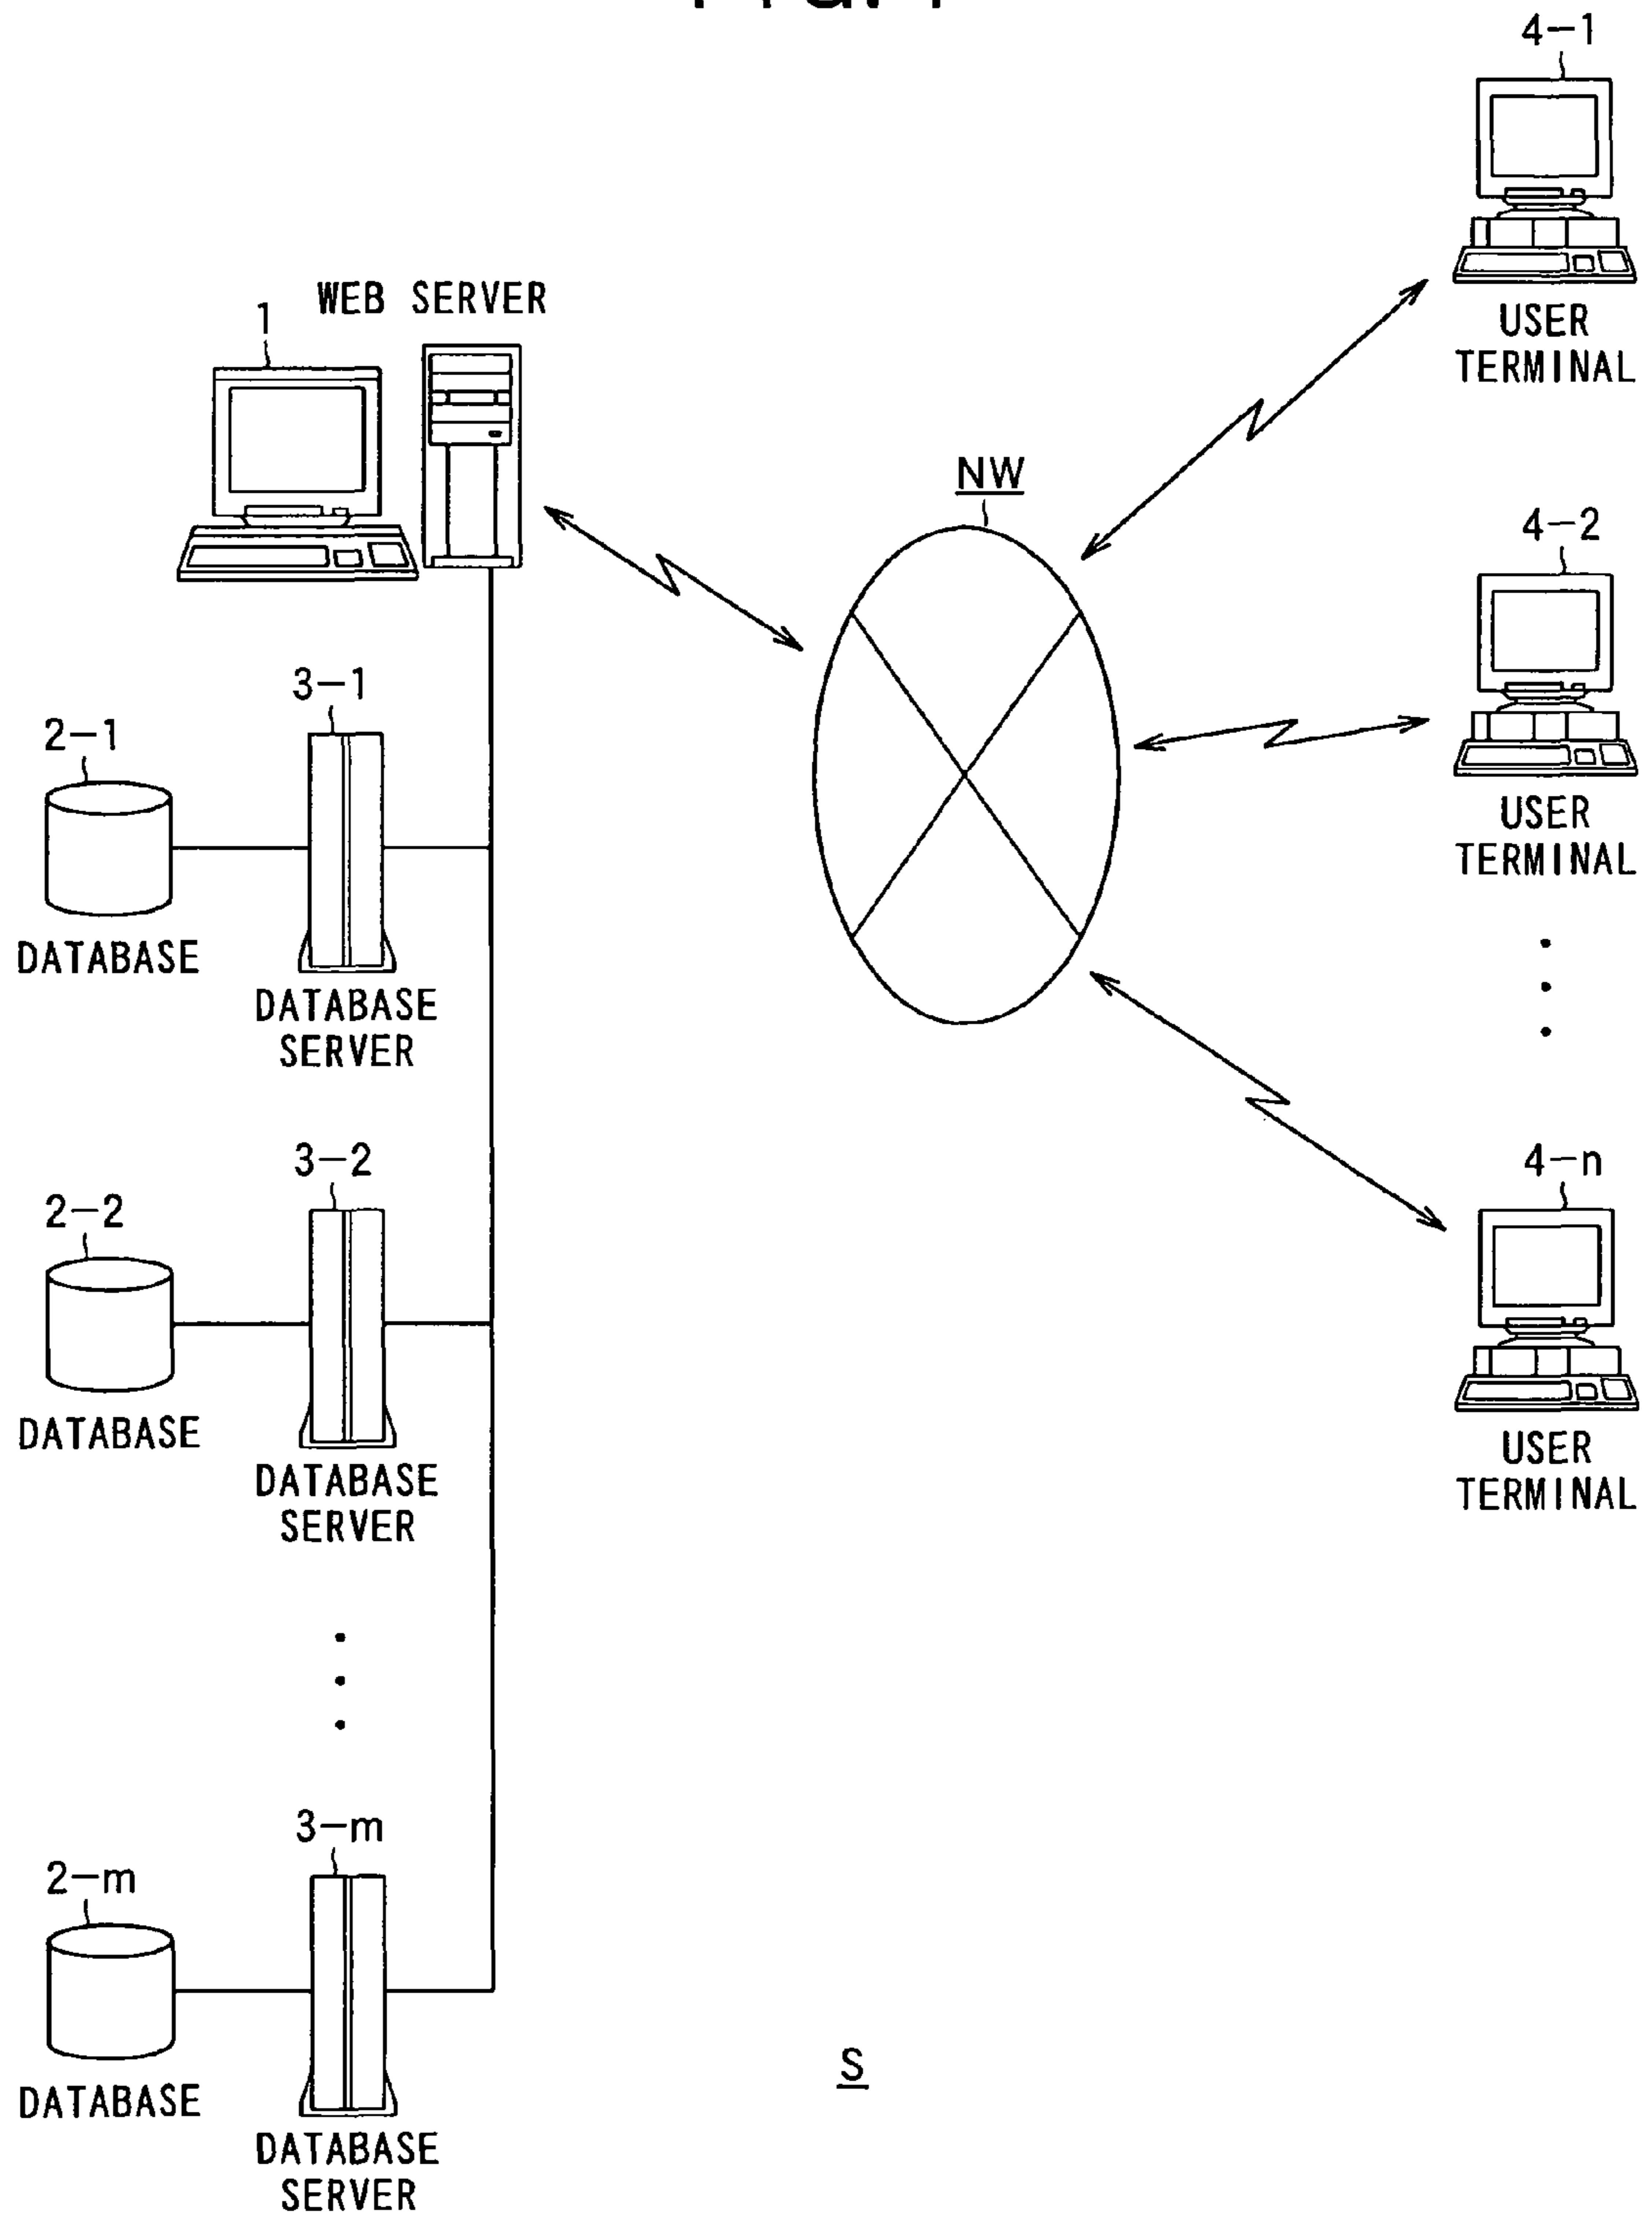 4-1
WEB SERVER
1
USER
TERMINAL
NW
4-2
3-1
2-1
USER
TERMINAL
DATABASE
DATABASE
SERVER
3-2
4-n
2-2
DATABASE
USER
TERMINAL
DATABASE
SERVER
3-m
2-m
S
DATABASE
DATABASE
SERVER